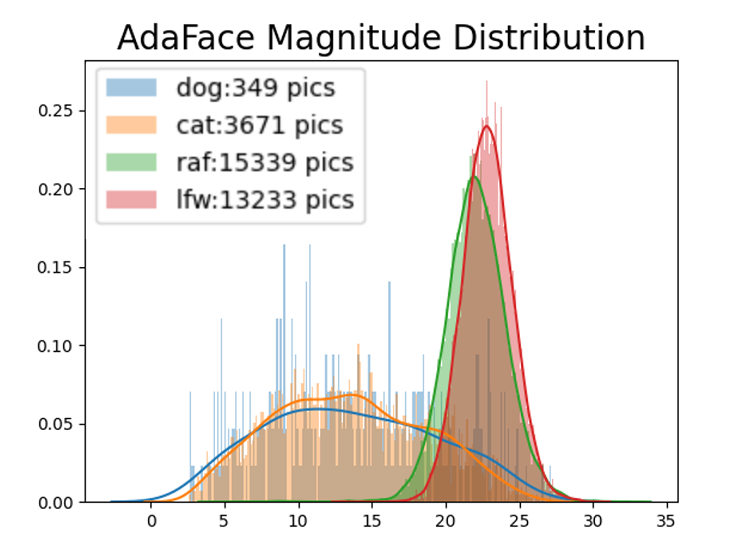 AdaFace Magnitude Distribution
dog:349 pics
cat:3671 pics
raf:15339 pics
lfw:13233 pics
0.25
0.20
0.15
0.10
0.05
0.00
0 5 10 15 20 25 30 35